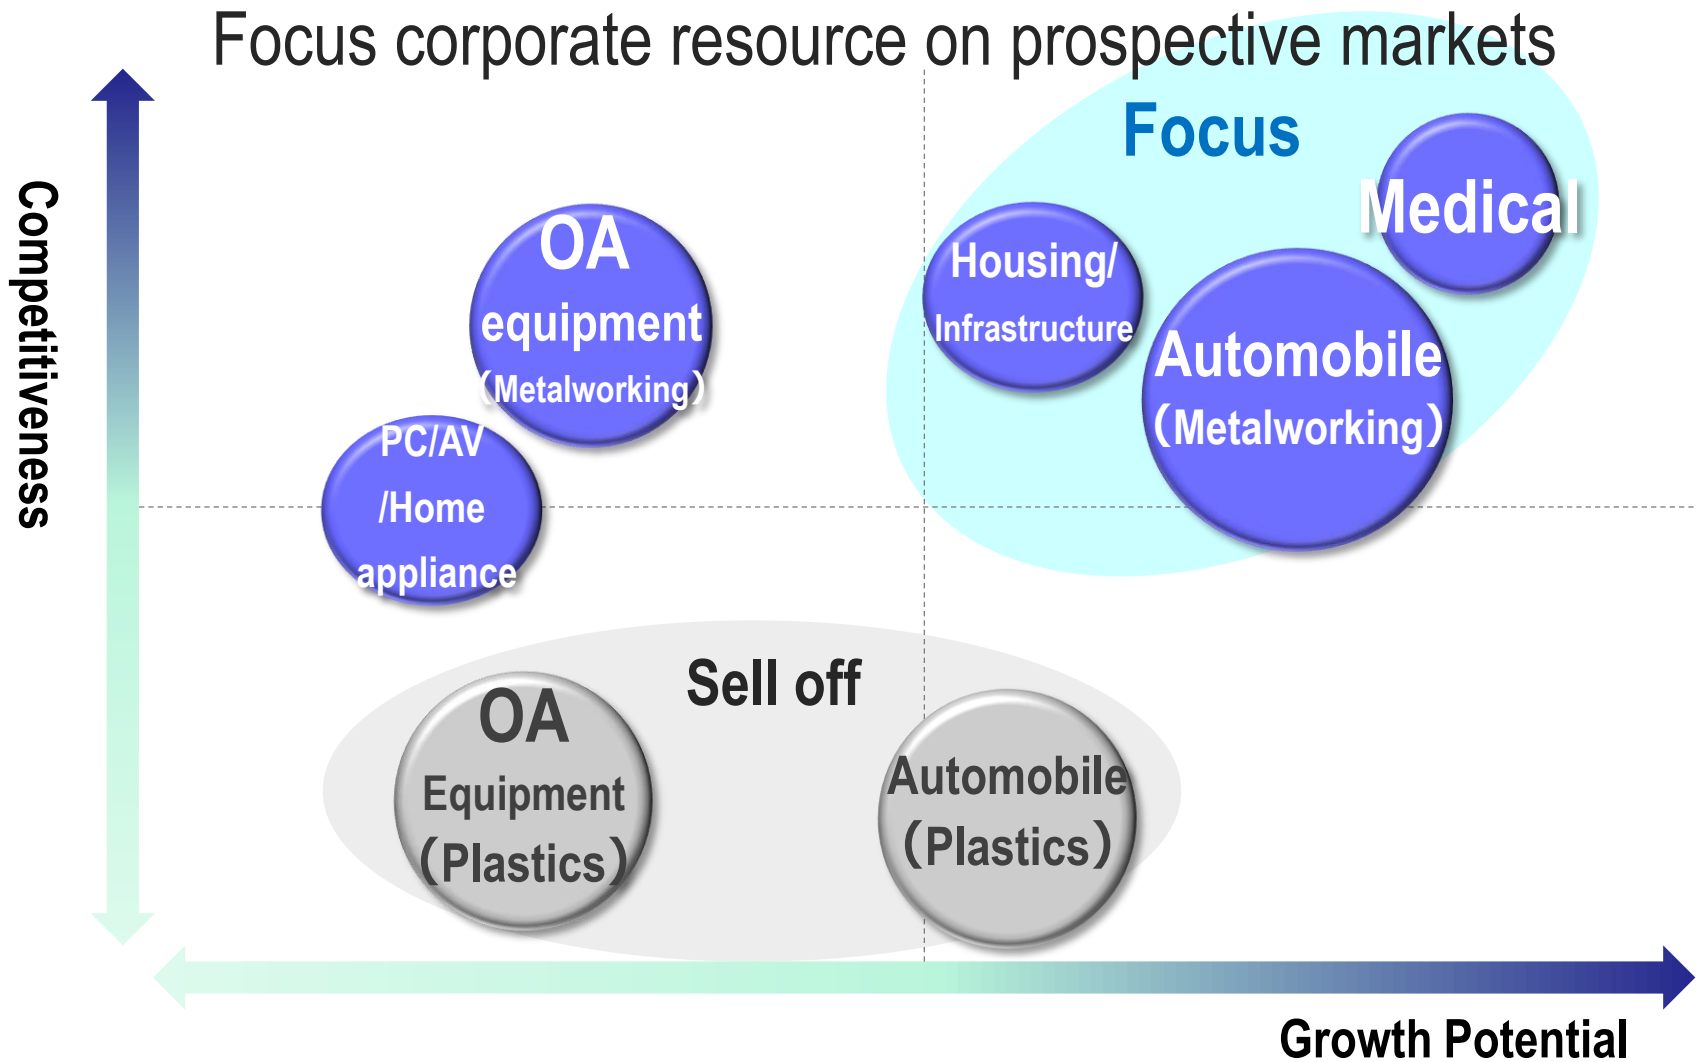 Focus corporate resource on prospective markets
Competitiveness
Focus
Medical
OA
equipment
（Metalworking）
Housing/
Infrastructure
Automobile
（Metalworking）
PC/AV
/Home
appliance
Sell off
OA
Equipment
（Plastics）
Automobile
（Plastics）
Growth Potential